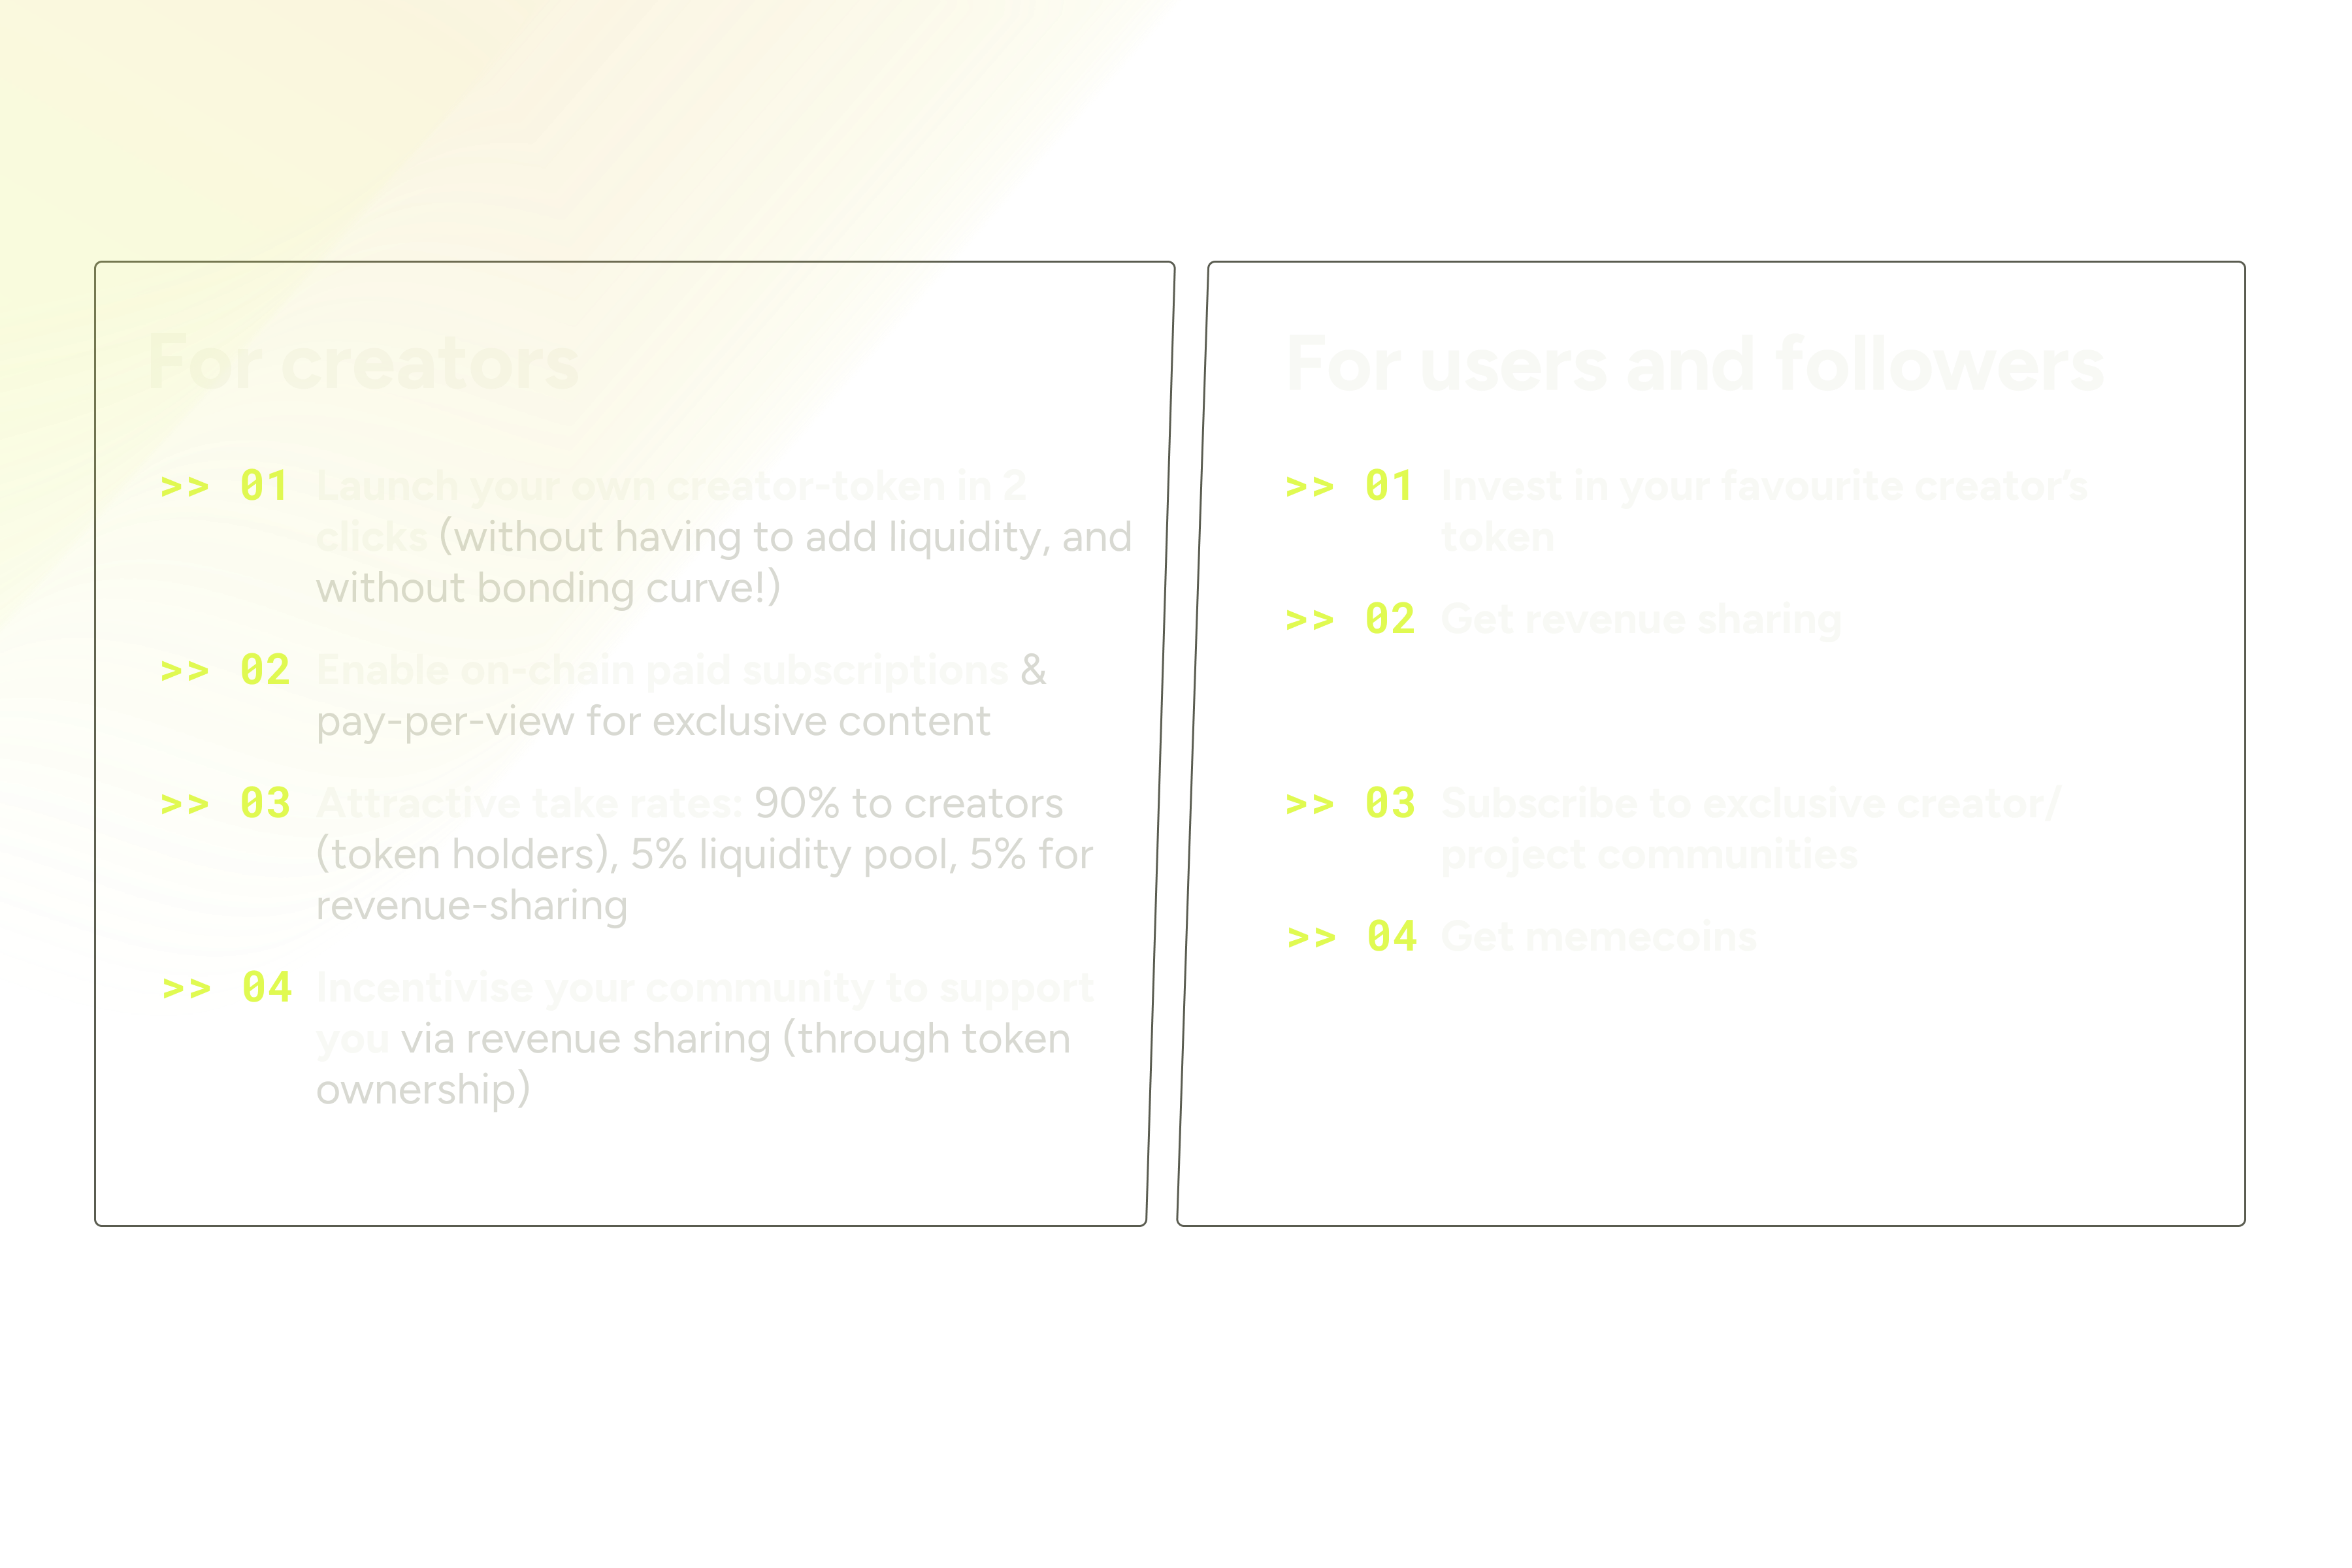 For creators
>> 01 Launch your own creator-token in 2
clicks (without having to add liquidity, and
without bonding curve!)
>> 02 Enable on-chain paid subscriptions &
pay-per-view for exclusive content
>> 03 Attractive take rates: 90% to creators
(token holders), 5% liquidity pool, 5% for
revenue-sharing
>> 04 Incentivise your community to support
you via revenue sharing (through token
ownership)
For users and followers
>> 01 Invest in your favourite creator’s
token
>> 02 Get revenue sharing
>> 03 Subscribe to exclusive creator/
project communities
>> 04 Get memecoins